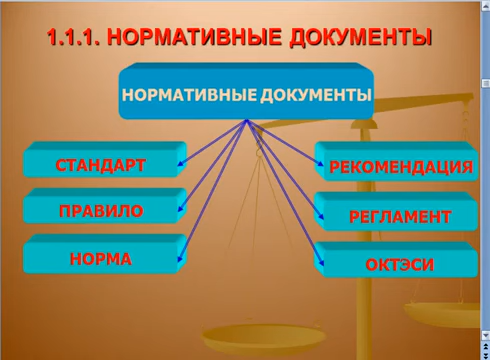 1.1.1. НОРМАТИВНЫЕ ДОКУМЕНТЫ
НОРМАТИВНЫЕ ДОКУМЕНТЫ
СТАНДАРТ
РЕКОМЕНДАЦИЯ
ПРАВИЛО
РЕГЛАМЕНТ
НОРМА
ОКТЭСИ